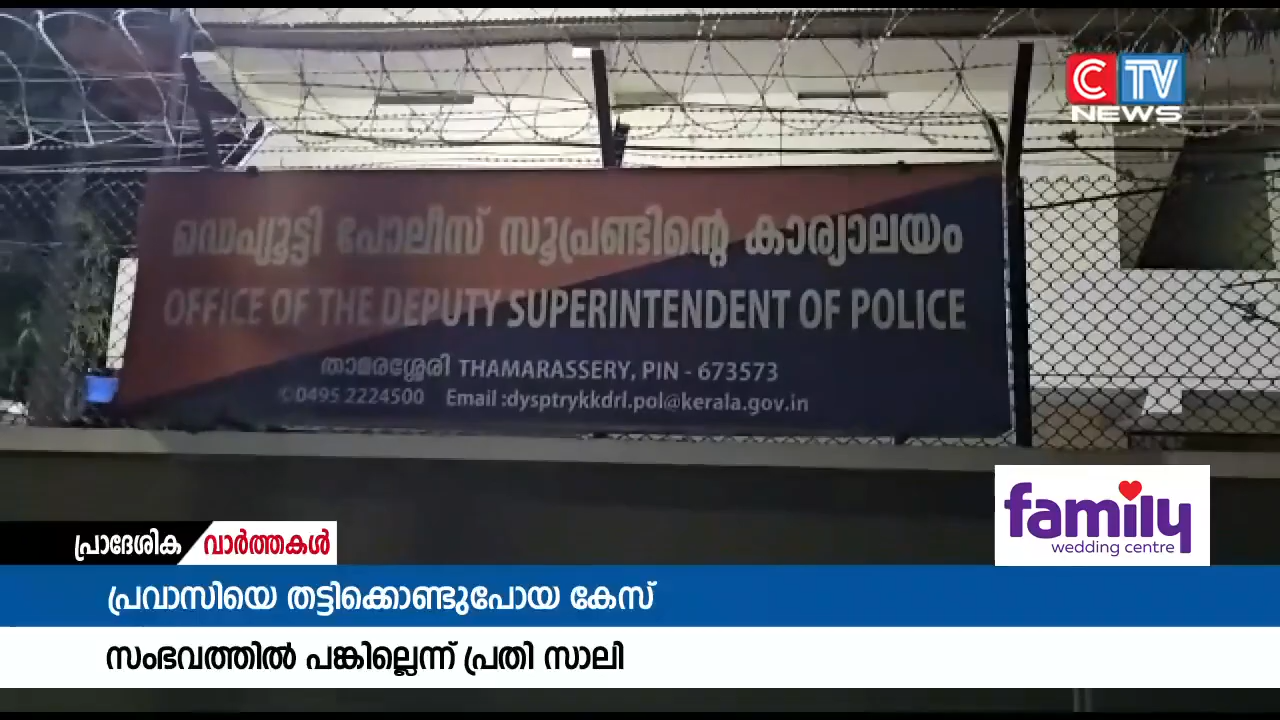 CTV
NEWS
ഡെപ്യൂട്ടി പോലീസ് സൂപ്രണ്ടിന്റെ കാര്യാലയം
OFFICE OF THE DEPUTY SUPERINTENDENT OF POLICE
താമരശ്ശേരി THAMARASSERY, PIN - 673573
✆0495 2224500 Email :dysptrykkdrl.pol@kerala.gov.in
family
wedding centre
പ്രാദേശിക വാർത്തകൾ
പ്രവാസിയെ തട്ടിക്കൊണ്ടുപോയ കേസ്
സംഭവത്തിൽ പങ്കില്ലെന്ന് പ്രതി സാലി